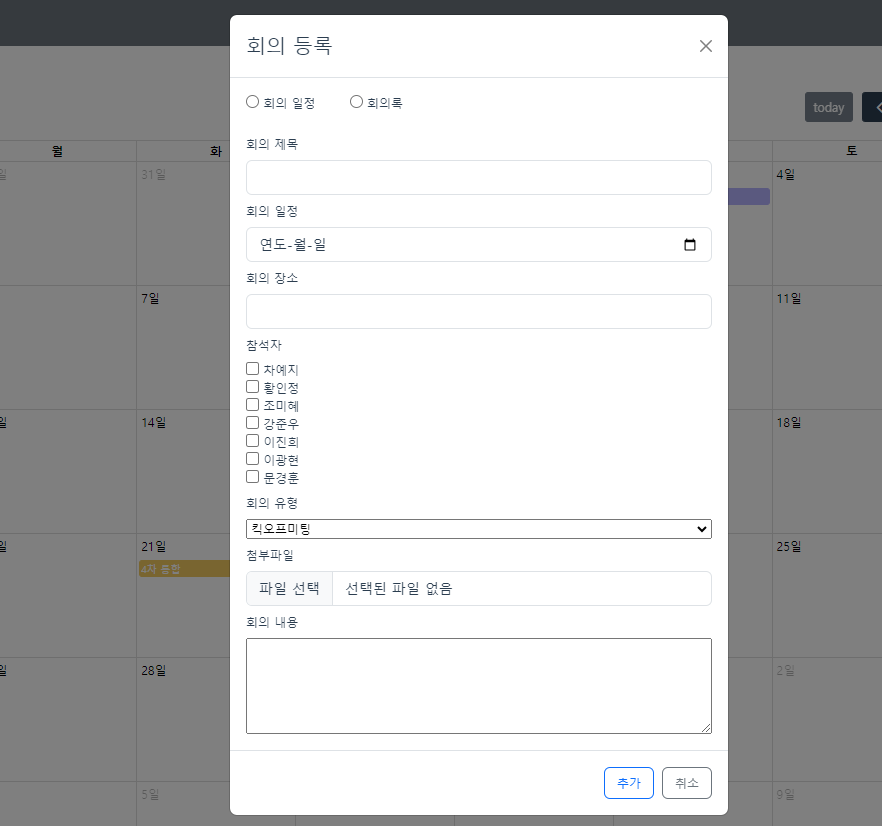 회의 등록
회의 일정 회의록
today
회의 제목
월 화 토
31일 4일
회의 일정
연도-월-일
회의 장소
7일 11일
참석자
차예지
황인정
조미혜
강준우
이진희
이광현
문경훈
14일 18일
회의 유형
킥오프미팅
21일 25일
첨부파일
4차 통합
파일 선택 선택된 파일 없음
회의 내용
28일 2일
추가 취소
5일 9일